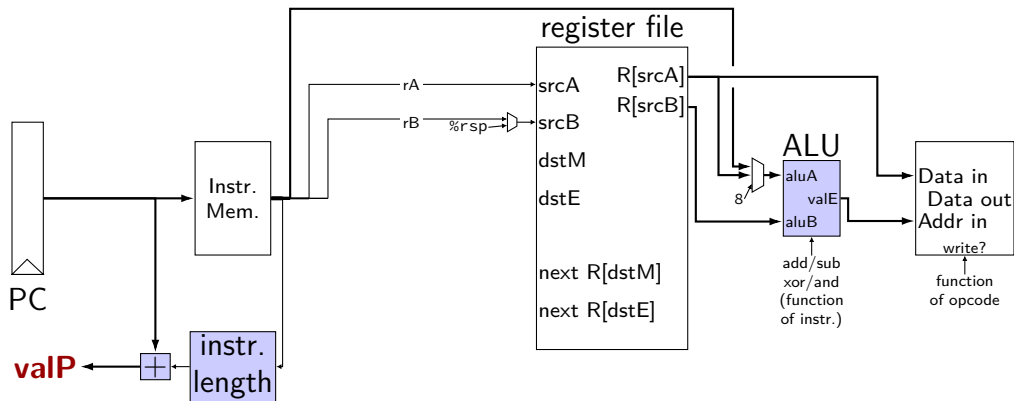 register file
rA
srcA
R[srcA]
R[srcB]
rB
%rsp
srcB
dstM
dstE
next R[dstM]
next R[dstE]
PC
Instr.
Mem.
instr.
length
+
valP
8
ALU
aluA
valE
aluB
add/sub
xor/and
(function
of instr.)
Data in
Data out
Addr in
write?
function
of opcode